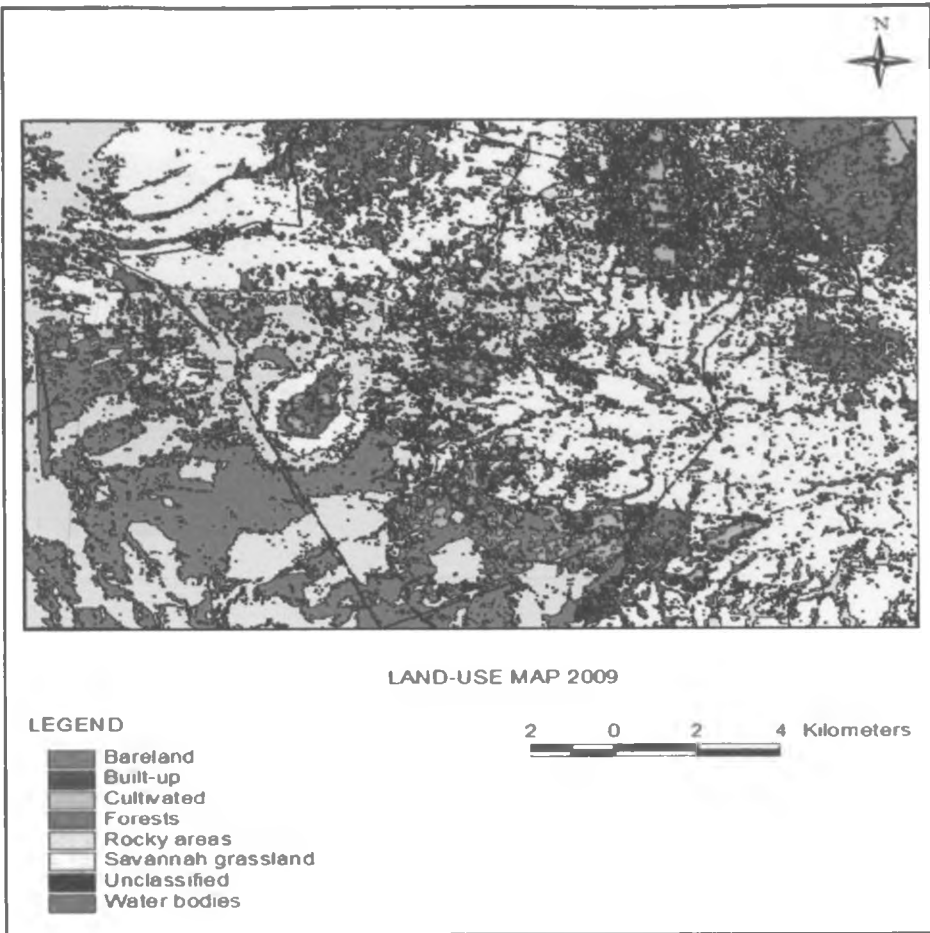 N
LAND-USE MAP 2009
LEGEND
2 0 2 4 Kilometers
Bareland
Built-up
Cultivated
Forests
Rocky areas
Savannah grassland
Unclassified
Water bodies